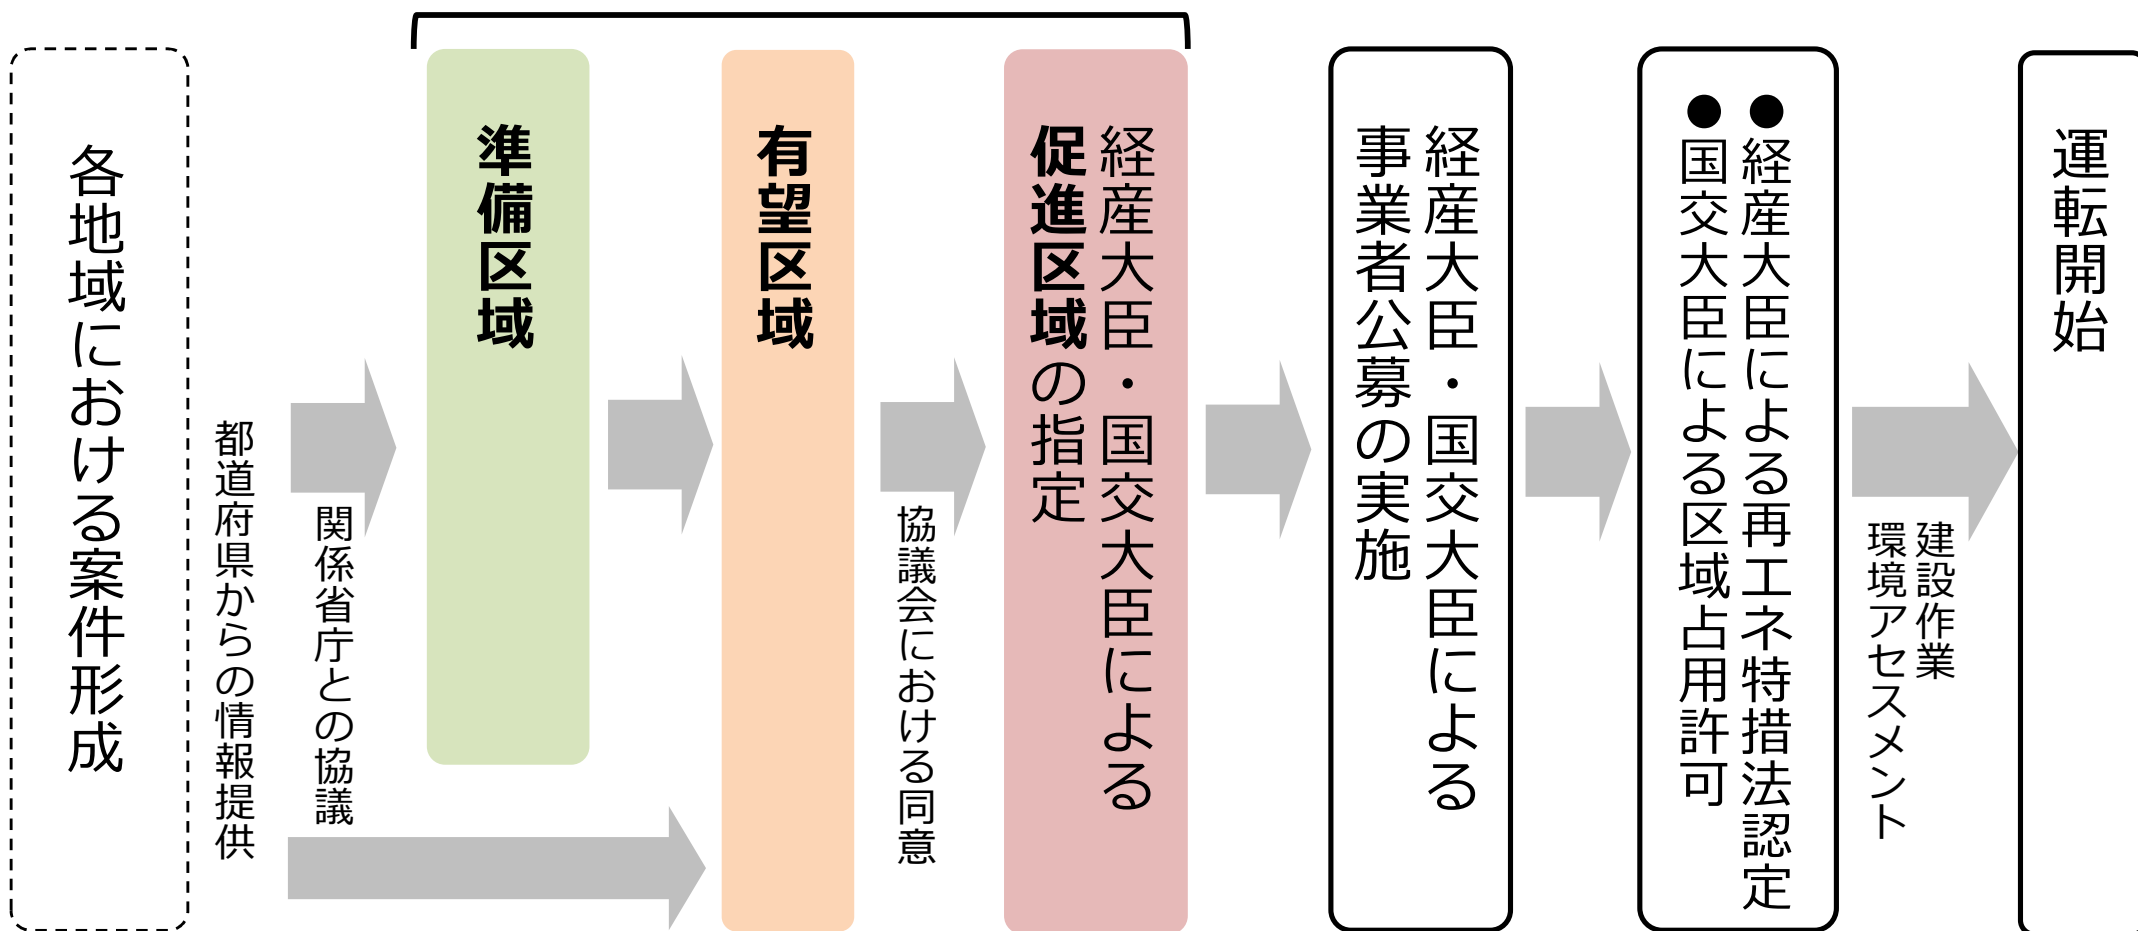 各地域における案件形成
都道府県からの情報提供
関係省庁との協議
準備区域
有望区域
協議会における同意
経産大臣・国交大臣による
促進区域の指定
経産大臣・国交大臣による
事業者公募の実施
●経産大臣による再エネ特措法認定
●国交大臣による区域占用許可
建設作業
環境アセスメント
運転開始